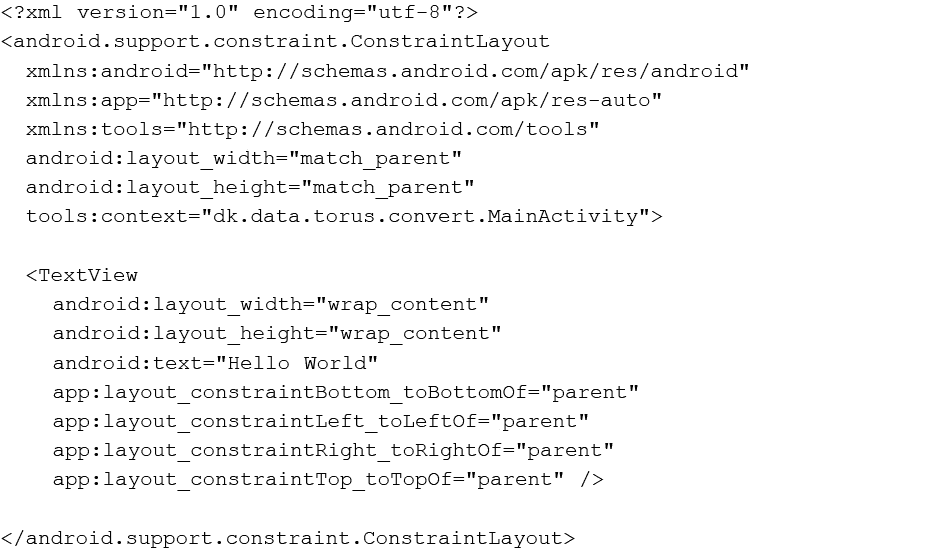 <?xml version="1.0" encoding="utf-8"?>
<android.support.constraint.ConstraintLayout
xmlns:android="http://schemas.android.com/apk/res/android"
xmlns:app="http://schemas.android.com/apk/res-auto"
xmlns:tools="http://schemas.android.com/tools"
android:layout_width="match_parent"
android:layout_height="match_parent"
tools:context="dk.data.torus.convert.MainActivity">
<TextView
android:layout_width="wrap_content"
android:layout_height="wrap_content"
android:text="Hello World"
app:layout_constraintBottom_toBottomOf="parent"
app:layout_constraintLeft_toLeftOf="parent"
app:layout_constraintRight_toRightOf="parent"
app:layout_constraintTop_toTopOf="parent" />
</android.support.constraint.ConstraintLayout>